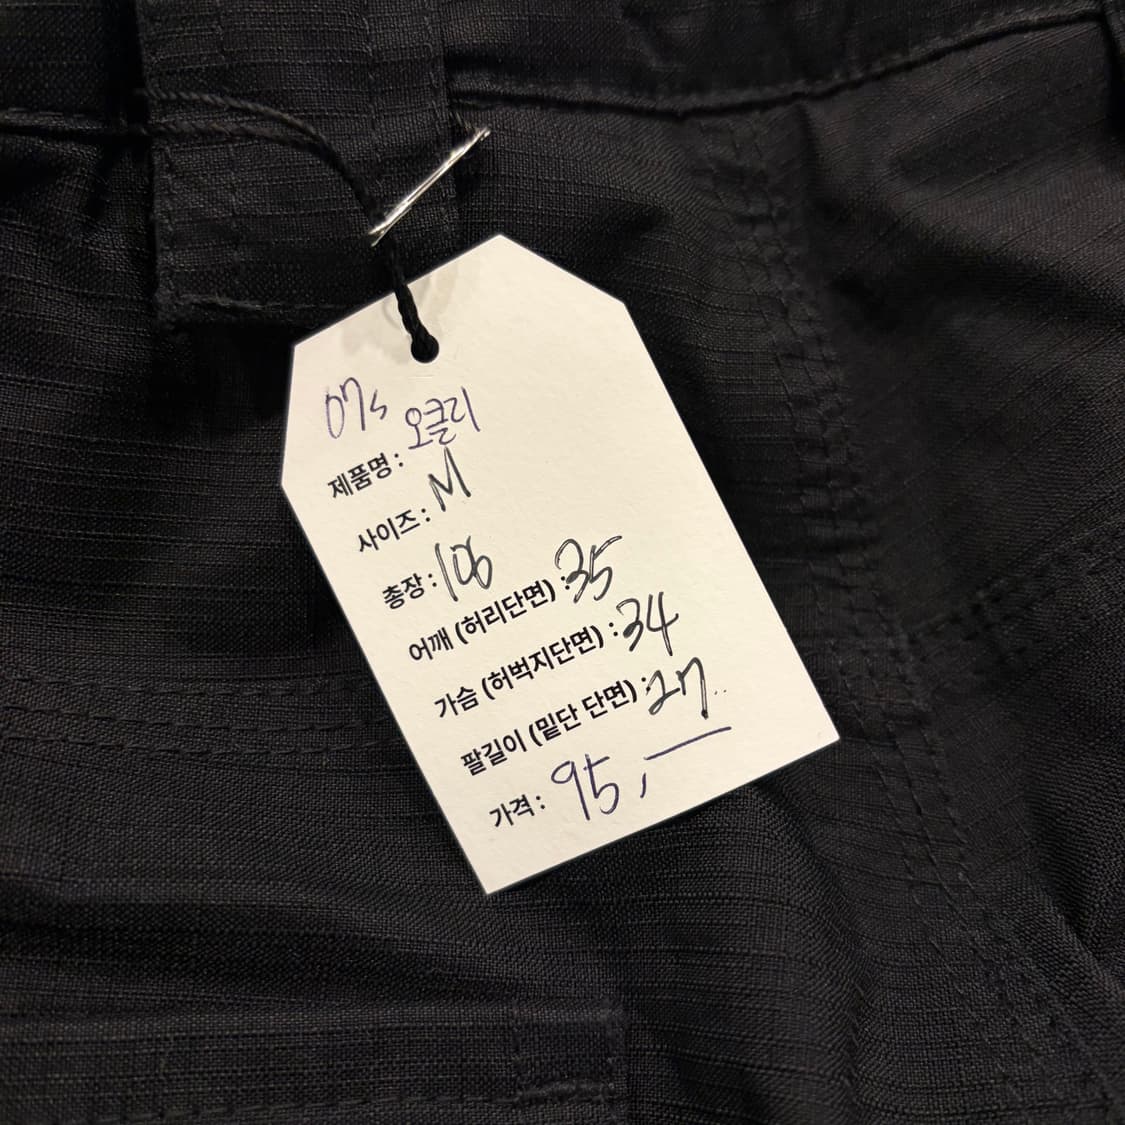 07s
제품명 : 오클리
사이즈 : M
총장 : 106
어깨 (허리단면) : 35
가슴 (허벅지단면) : 34
팔길이 (밑단 단면) : 27
가격 : 95,—